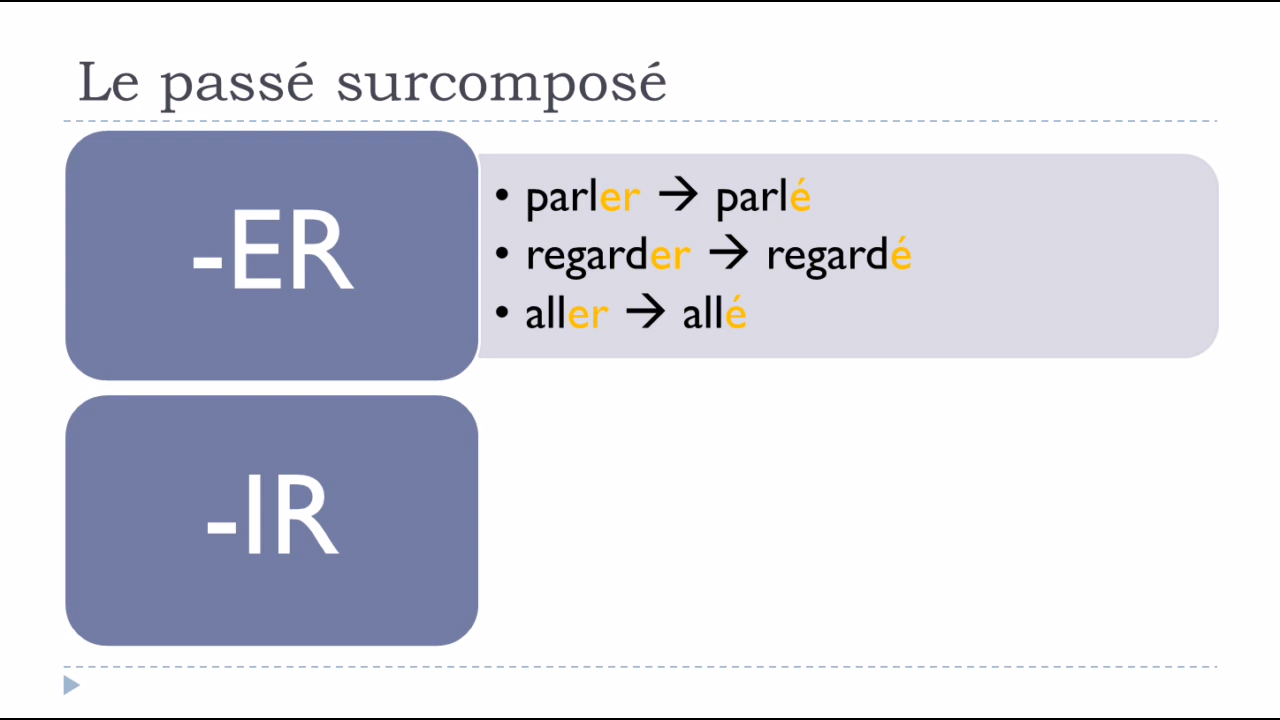 Le passé surcomposé
-ER
• parler → parlé
• regarder → regardé
• aller → allé
-IR